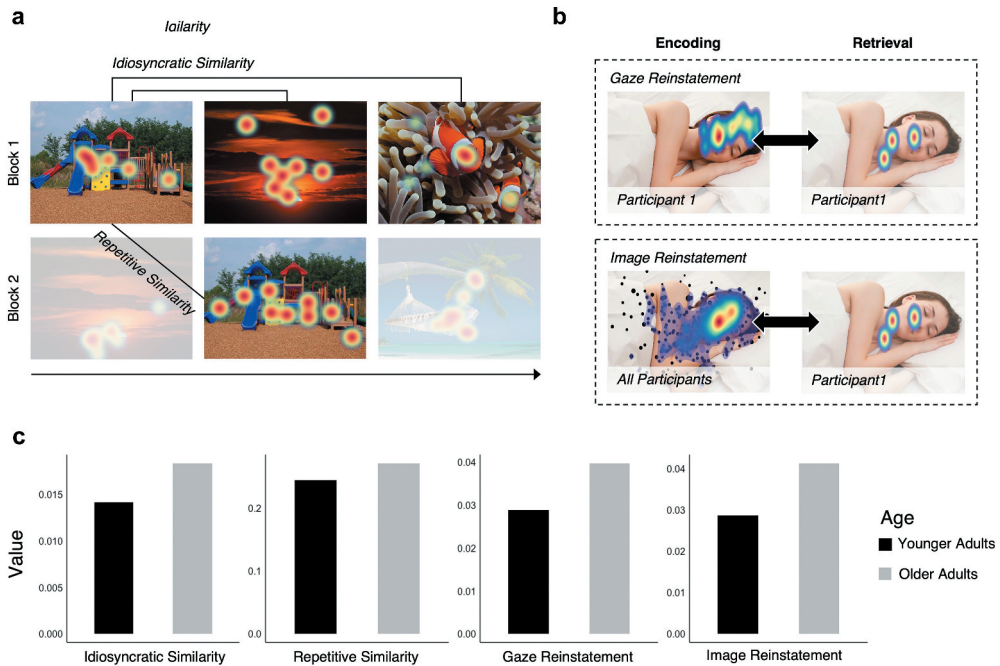 a
Iɑilarity
Idiosyncratic Similarity
Block 1
Repetitive Similarity
Block 2
b
Encoding
Retrieval
Gaze Reinstatement
Participant 1
Participant1
Image Reinstatement
All Participants
Participant1
c
Value
0.015
0.010
0.005
0.000
Idiosyncratic Similarity
0.2
0.1
0.0
Repetitive Similarity
0.04
0.03
0.02
0.01
0.00
Gaze Reinstatement
0.04
0.03
0.02
0.01
0.00
Image Reinstatement
Age
Younger Adults
Older Adults